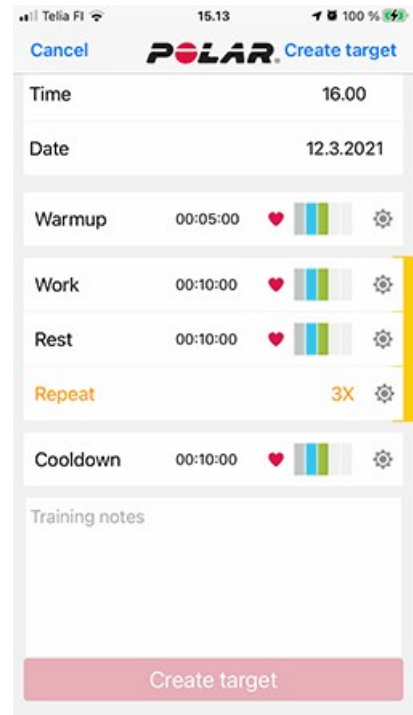 Telia FI 15.13 100 %
Cancel POLAR. Create target
Time 16.00
Date 12.3.2021
Warmup 00:05:00
Work 00:10:00
Rest 00:10:00
Repeat 3X
Cooldown 00:10:00
Training notes
Create target